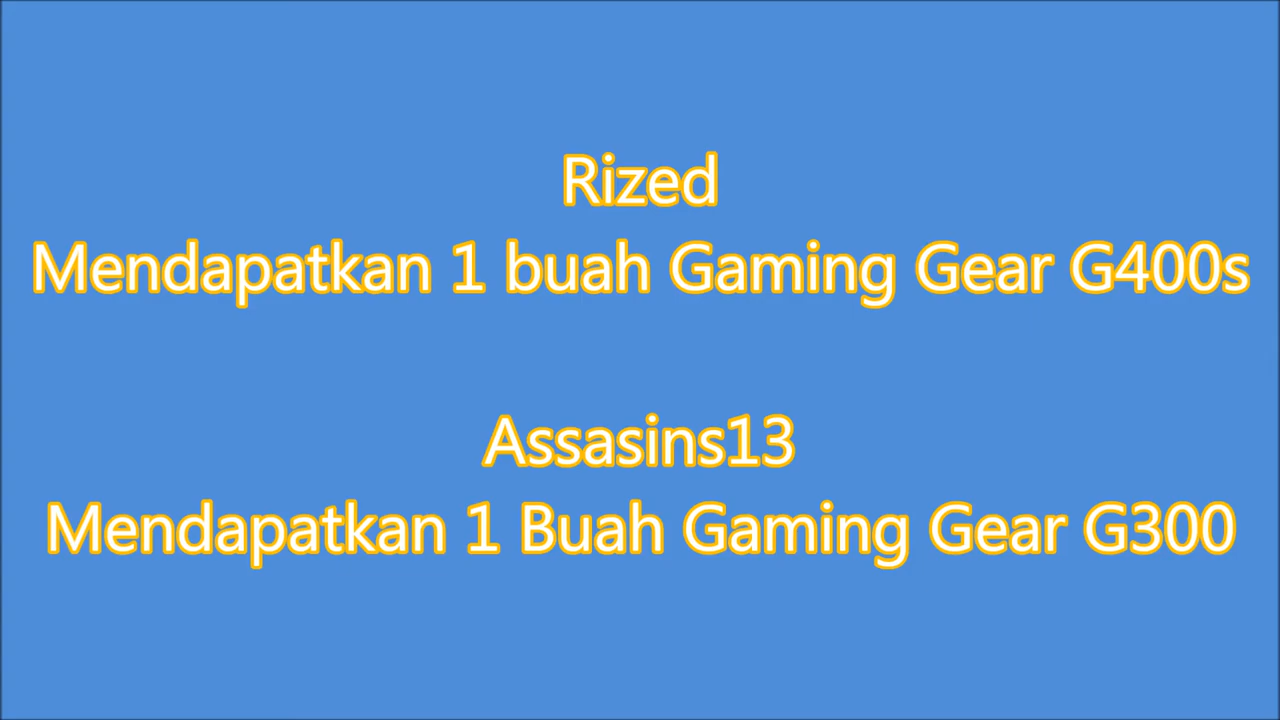 Rized
Mendapatkan 1 buah Gaming Gear G400s
Assasins13
Mendapatkan 1 Buah Gaming Gear G300